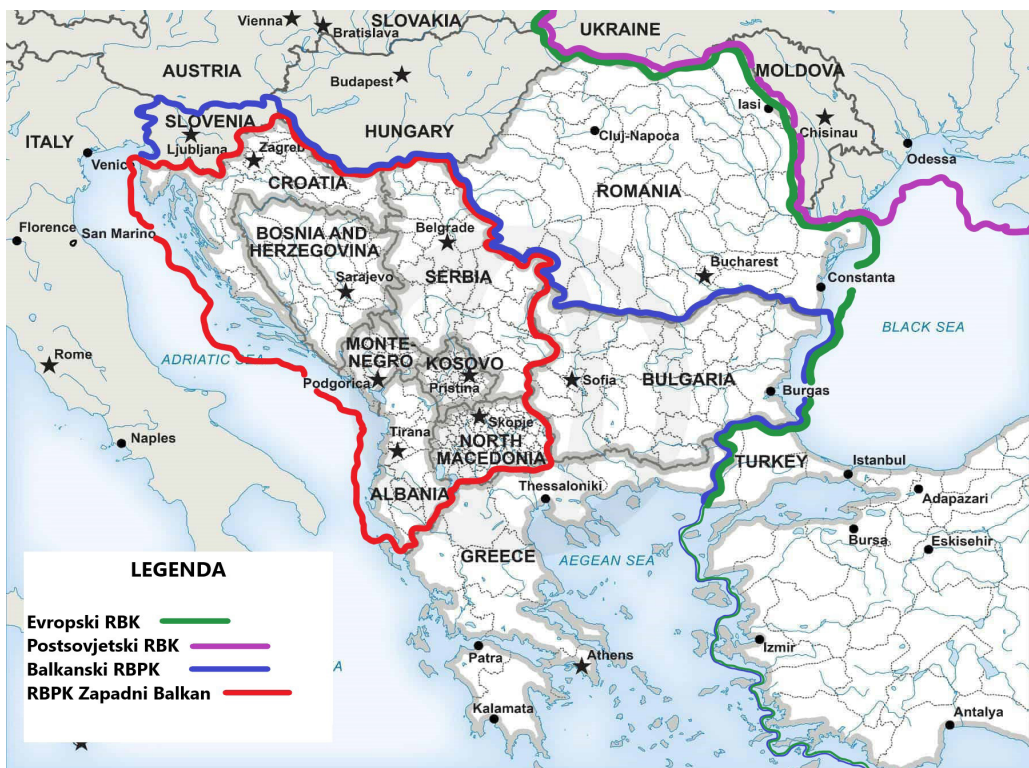 Vienna
Bratislava
SLOVAKIA
UKRAINE
AUSTRIA
Budapest
MOLDOVA
Iasi
Chisinau
SLOVENIA
Ljubljana
HUNGARY
Cluj-Napoca
Odessa
ITALY
Venice
Zagreb
CROATIA
ROMANIA
Florence
San Marino
BOSNIA AND
HERZEGOVINA
Belgrade
Sarajevo
SERBIA
Bucharest
Constanta
BLACK SEA
ADRIATIC SEA
Rome
MONTE-
NEGRO
KOSOVO
Podgorica
Pristina
Sofia
BULGARIA
Burgas
Naples
Tirana
Skopje
NORTH
MACEDONIA
TURKEY
Istanbul
ALBANIA
Thessaloniki
Adapazari
Bursa
Eskisehir
GREECE
AEGEAN SEA
LEGENDA
Evropski RBK
Postsovjetski RBK
Balkanski RBPK
RBPK Zapadni Balkan
A
Patra
Athens
Izmir
Kalamata
Antalya